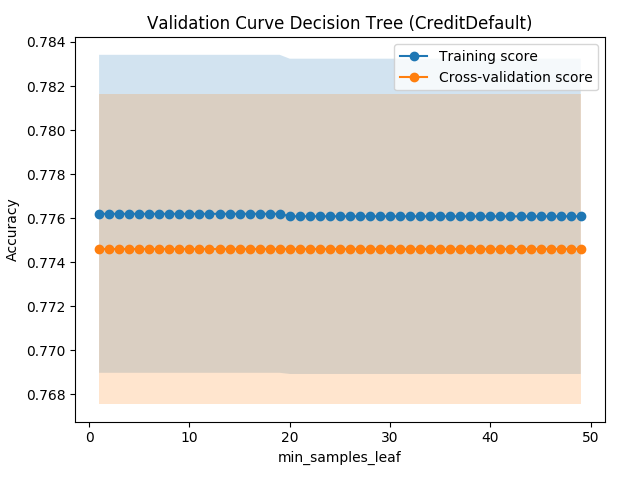 Validation Curve Decision Tree (CreditDefault)
Training score
Cross-validation score
0.784
0.782
0.780
0.778
0.776
0.774
0.772
0.770
0.768
Accuracy
0 10 20 30 40 50
min_samples_leaf